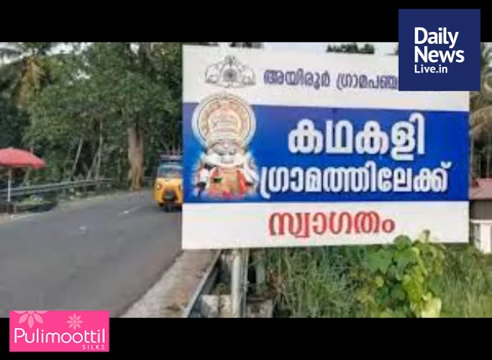 Daily
News
Live.in
അയിരൂർ ഗ്രാമപഞ്ച
കഥകളി
ഗ്രാമത്തിലേക്ക്
സ്വാഗതം
Pulimoottil
SILKS